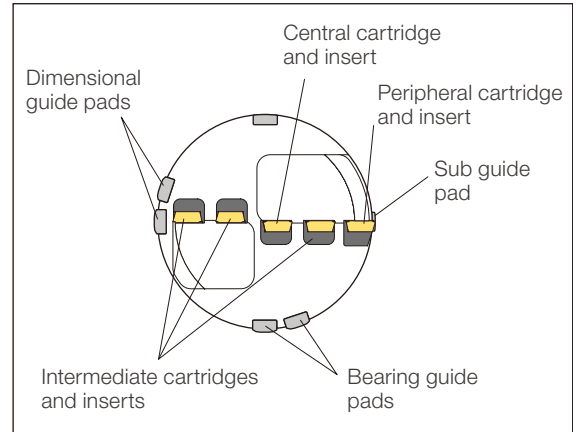 Central cartridge
and insert
Dimensional
guide pads
Peripheral cartridge
and insert
Sub guide
pad
Intermediate cartridges
and inserts
Bearing guide
pads